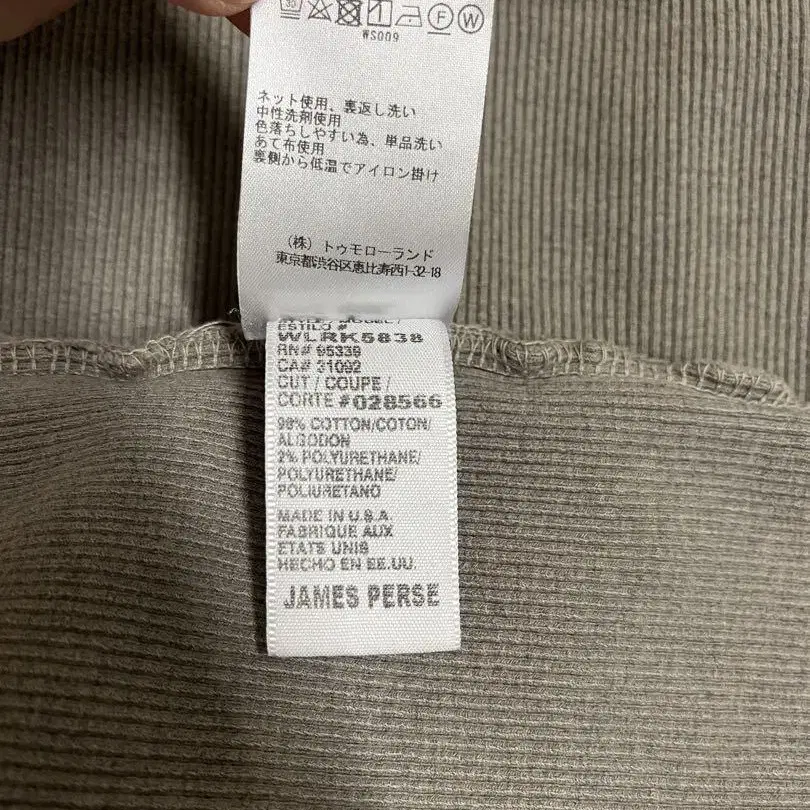 30
F W
WS009
ネット使用、裏返し洗い
中性洗剤使用
色落ちしやすい為、単品洗い
あて布使用
裏側から低温でアイロン掛け
(株)トゥモローランド
東京都渋谷区恵比寿西1-32-18
ESTILO #
WLRK5838
RN# 95339
CA# 31092
CUT / COUPE /
CORTE #028566
98% COTTON/COTON/
ALGODON
2% POLYURETHANE/
POLYURETHANE/
POLIURETANO
MADE IN U.S.A.
FABRIQUE AUX
ETATS UNIS
HECHO EN EE.UU.
JAMES PERSE